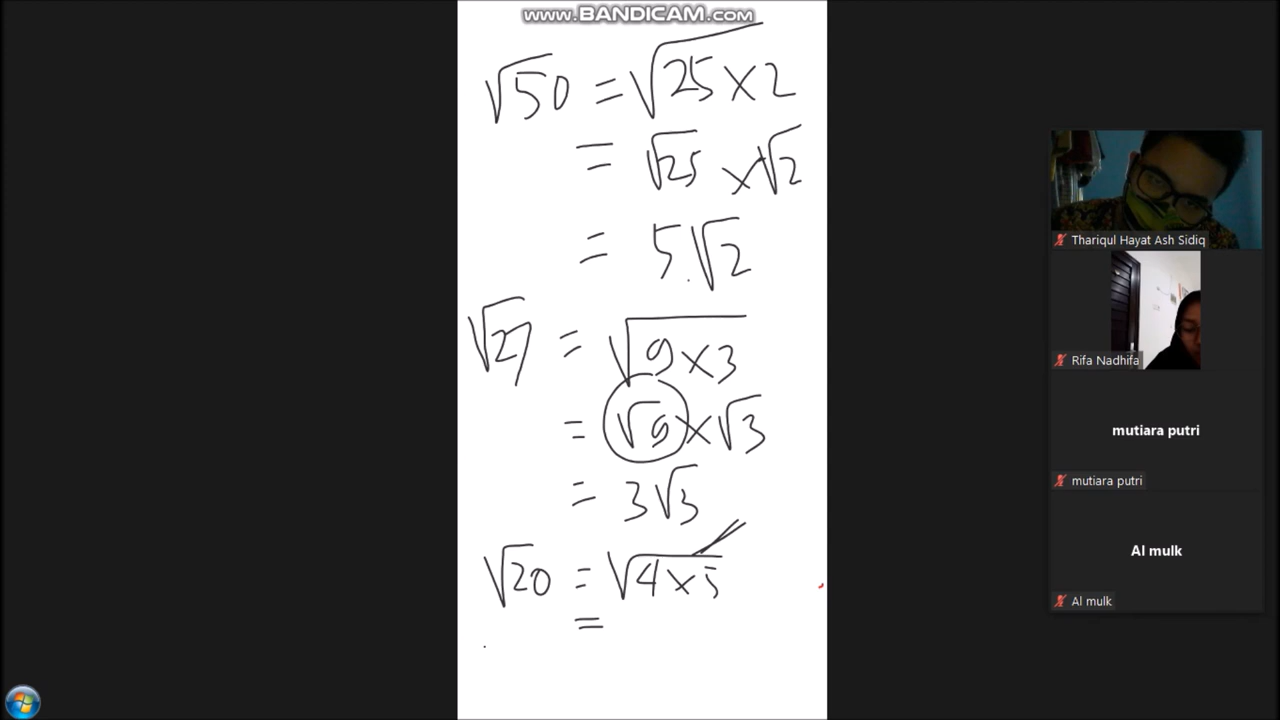 www.BANDICAM.com
√50 = √25 × 2
= √25 × √2
= 5.√2
√27 = √9 × 3
= √9 × √3
= 3√3
√20 = √4 × 5
=
Thariqul Hayat Ash Sidiq
Rifa Nadhifa
mutiara putri
mutiara putri
Al mulk
Al mulk